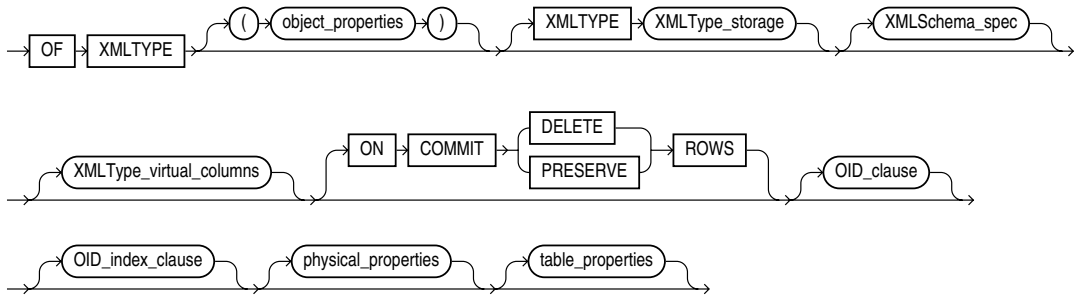 ( object_properties ) XMLTYPE XMLType_storage XMLSchema_spec
OF XMLTYPE
DELETE
XMLType_virtual_columns ON COMMIT ROWS OID_clause
PRESERVE
OID_index_clause physical_properties table_properties